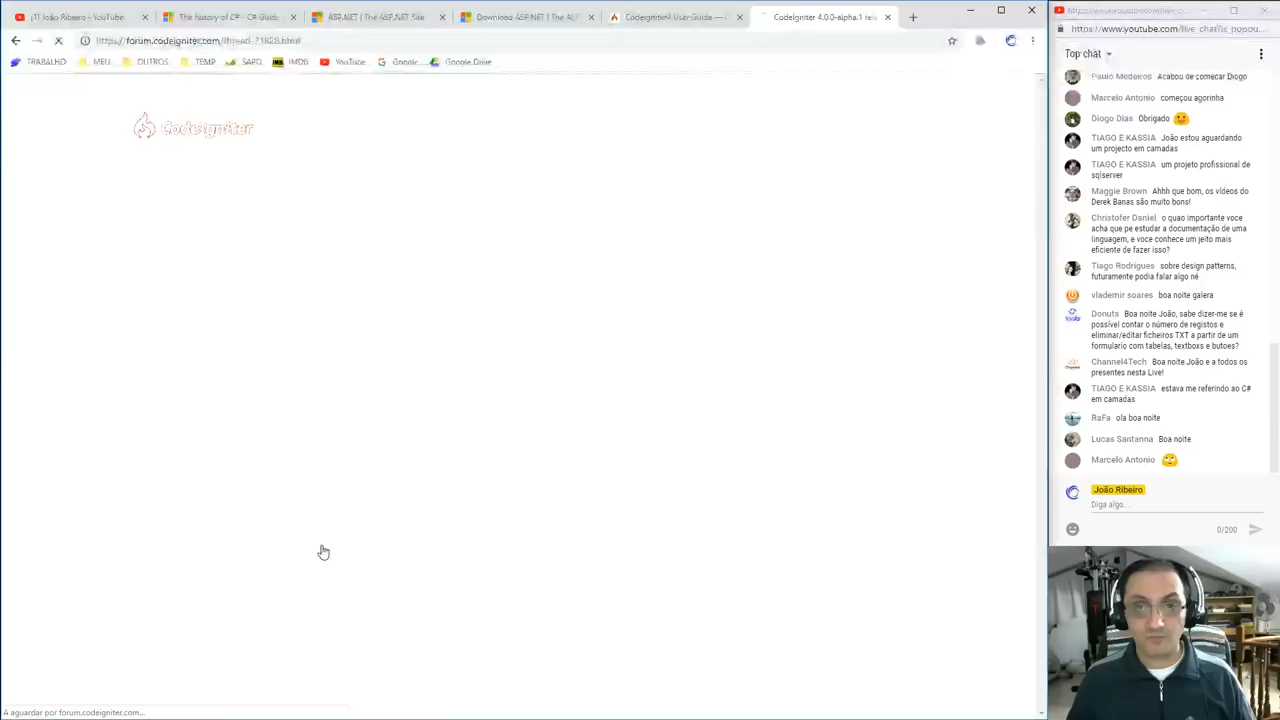 (1) João Ribeiro - YouTube
The history of C# - C# Guide
ASP.NET | The ASP.NET Site
Download ASP.NET | The ASP
CodeIgniter4 User Guide —
CodeIgniter 4.0.0-alpha.1 rele
https://forum.codeigniter.com/
TRABALHO
MEU
OUTROS
TEMP
SAPO
IMDB
YouTube
Google
Google Drive
CodeIgniter
A aguardar por forum.codeigniter.com...
https://www.youtube.com/live_chat?is_popou...
Top chat
Paulo Medeiros Acabou de começar Diogo
Marcelo Antonio começou agorinha
Diogo Dias Obrigado
TIAGO E KASSIA João estou aguardando
um projecto em camadas
TIAGO E KASSIA um projeto profissional de
sqlserver
Maggie Brown Ahhh que bom, os vídeos do
Derek Banas são muito bons!
Christofer Daniel o quao importante voce
acha que pe estudar a documentação de uma
linguagem, e voce conhece um jeito mais
eficiente de fazer isso?
Tiago Rodrigues sobre design patterns,
futuramente podia falar algo né
vlademir soares boa noite galera
Donuts Boa noite João, sabe dizer-me se é
possível contar o número de registos e
eliminar/editar ficheiros TXT a partir de um
formulario com tabelas, textboxs e butoes?
Channel4Tech Boa noite João e a todos os
presentes nesta Live!
TIAGO E KASSIA estava me referindo ao C#
em camadas
RaFa ola boa noite
Lucas Santanna Boa noite
Marcelo Antonio
João Ribeiro
Diga algo...
0/200